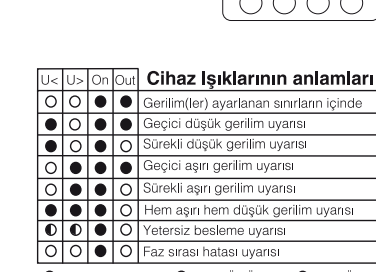 U< U> On Out Cihaz Işıklarının anlamları
○ ○ ● ● Gerilim(ler) ayarlanan sınırların içinde
● ○ ● ● Geçici düşük gerilim uyarısı
● ○ ● ○ Sürekli düşük gerilim uyarısı
○ ● ● ● Geçici aşırı gerilim uyarısı
○ ● ● ○ Sürekli aşırı gerilim uyarısı
● ● ● ○ Hem aşırı hem düşük gerilim uyarısı
◐ ◐ ● ○ Yetersiz besleme uyarısı
○ ○ ● ○ Faz sırası hatası uyarısı